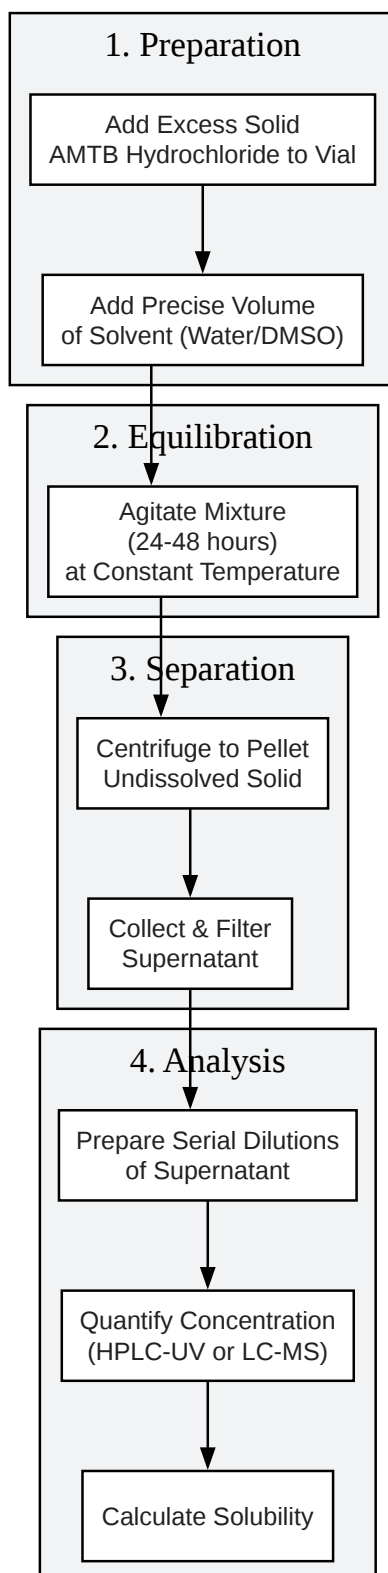 1. Preparation
Add Excess Solid
AMTB Hydrochloride to Vial
Add Precise Volume
of Solvent (Water/DMSO)
2. Equilibration
Agitate Mixture
(24-48 hours)
at Constant Temperature
3. Separation
Centrifuge to Pellet
Undissolved Solid
Collect & Filter
Supernatant
4. Analysis
Prepare Serial Dilutions
of Supernatant
Quantify Concentration
(HPLC-UV or LC-MS)
Calculate Solubility